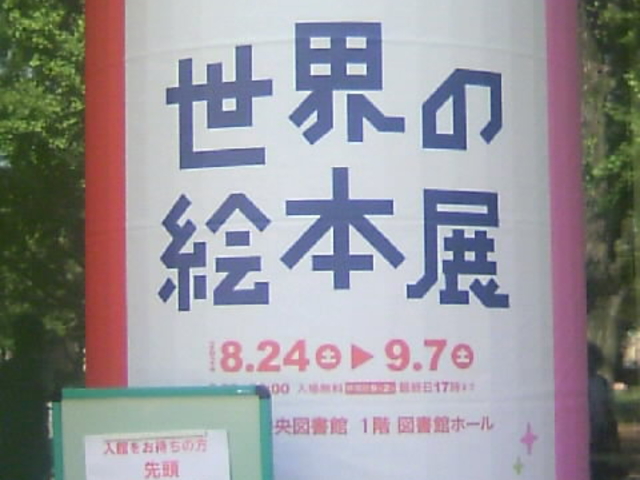 世界の
絵本展
8.24㊏▶9.7㊏
:00 入場無料 最終日17時まで
央図書館 1階 図書館ホール
入館をお待ちの方
先頭